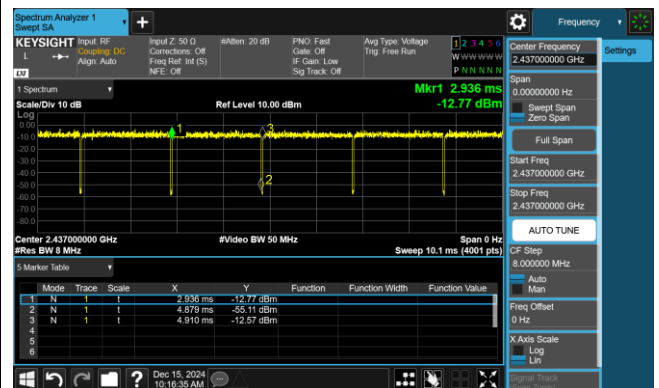 Spectrum Analyzer 1
Swept SA
Frequency
KEYSIGHT Input: RF Input Z: 50 Ω #Atten: 20 dB PNO: Fast Avg Type: Voltage 1 2 3 4 5 6
L Coupling: DC Corrections: Off Gate: Off Trig: Free Run
Align: Auto Freq Ref: Int (S) IF Gain: Low W W W W W W
LXI NFE: Off Sig Track: Off P N N N N N
1 Spectrum Mkr1 2.936 ms
Scale/Div 10 dB Ref Level 10.00 dBm -12.77 dBm
Log
0.00
-10.0
-20.0
-30.0
-40.0
-50.0
-60.0
-70.0
-80.0
1
3
2
Center 2.437000000 GHz #Video BW 50 MHz Span 0 Hz
#Res BW 8 MHz Sweep 10.1 ms (4001 pts)
5 Marker Table
Mode Trace Scale X Y Function Function Width Function Value
1 N 1 t 2.936 ms -12.77 dBm
2 N 1 t 4.879 ms -55.11 dBm
3 N 1 t 4.910 ms -12.57 dBm
4
5
6
?
Dec 15, 2024
10:16:35 AM
Center Frequency
2.437000000 GHz
Settings
Span
0.00000000 Hz
Swept Span
Zero Span
Full Span
Start Freq
2.437000000 GHz
Stop Freq
2.437000000 GHz
AUTO TUNE
CF Step
8.000000 MHz
Auto
Man
Freq Offset
0 Hz
X Axis Scale
Log
Lin
Signal Track